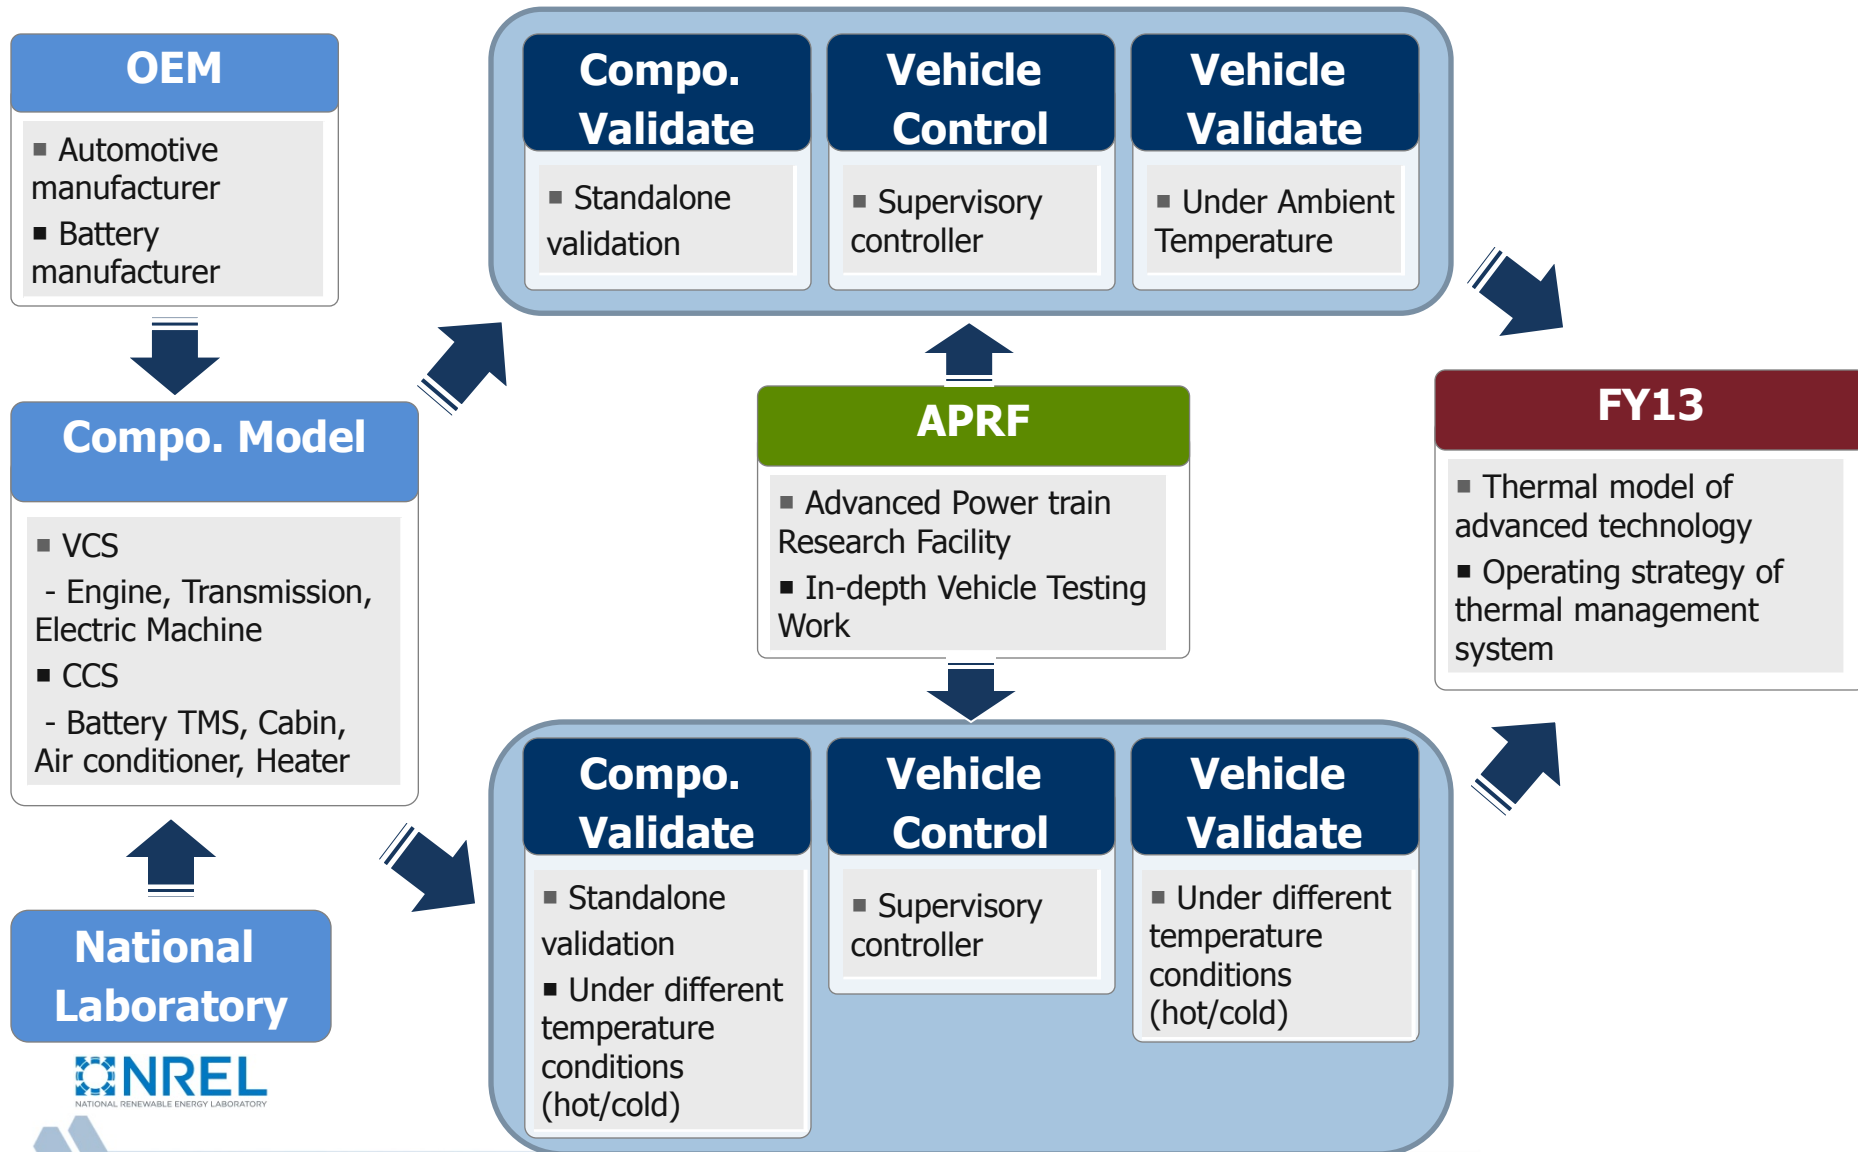 OEM
■ Automotive
manufacturer
■ Battery
manufacturer
Compo. Model
■ VCS
- Engine, Transmission,
Electric Machine
■ CCS
- Battery TMS, Cabin,
Air conditioner, Heater
National
Laboratory
NREL
NATIONAL RENEWABLE ENERGY LABORATORY
Compo.
Validate
■ Standalone
validation
Vehicle
Control
■ Supervisory
controller
Vehicle
Validate
■ Under Ambient
Temperature
APRF
■ Advanced Power train
Research Facility
■ In-depth Vehicle Testing
Work
Compo.
Validate
■ Standalone
validation
■ Under different
temperature
conditions
(hot/cold)
Vehicle
Control
■ Supervisory
controller
Vehicle
Validate
■ Under different
temperature
conditions
(hot/cold)
FY13
■ Thermal model of
advanced technology
■ Operating strategy of
thermal management
system